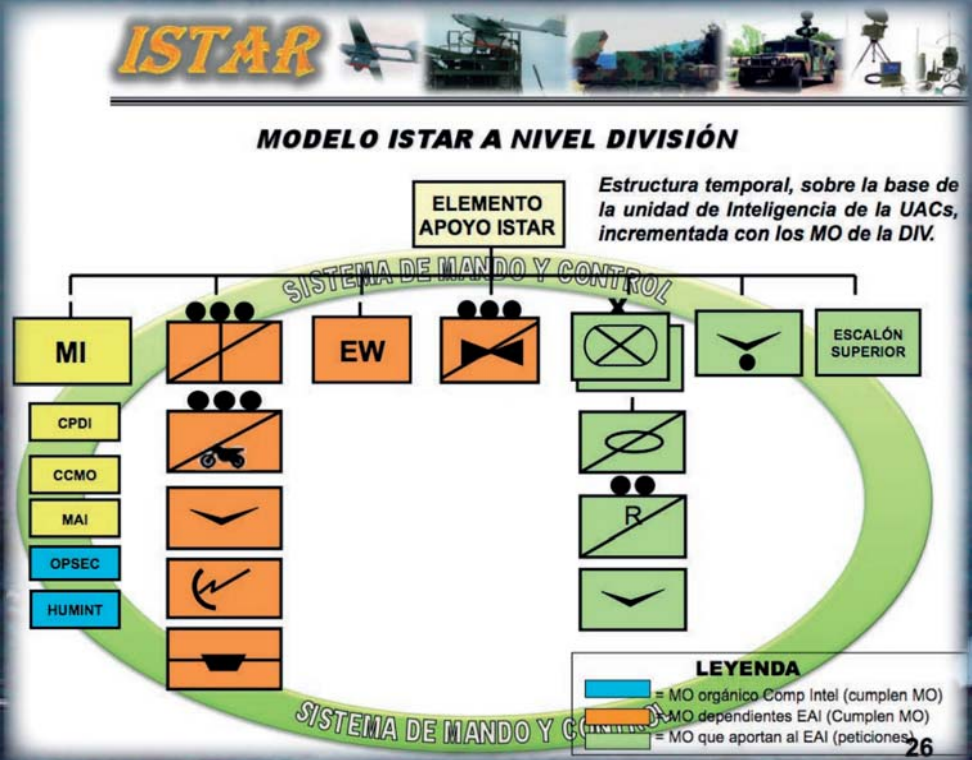 ISTAR
MODELO ISTAR A NIVEL DIVISIÓN
Estructura temporal, sobre la base de
la unidad de Inteligencia de la UACs,
incrementada con los MO de la DIV.
ELEMENTO
APOYO ISTAR
SISTEMA DE MANDO Y CONTROL
X
MI
EW
ESCALÓN
SUPERIOR
CPDI
CCMO
MAI
OPSEC
HUMINT
R
LEYENDA
= MO orgánico Comp Intel (cumplen MO)
= MO dependientes EAI (Cumplen MO)
= MO que aportan al EAI (peticiones)
SISTEMA DE MANDO Y CONTROL
26